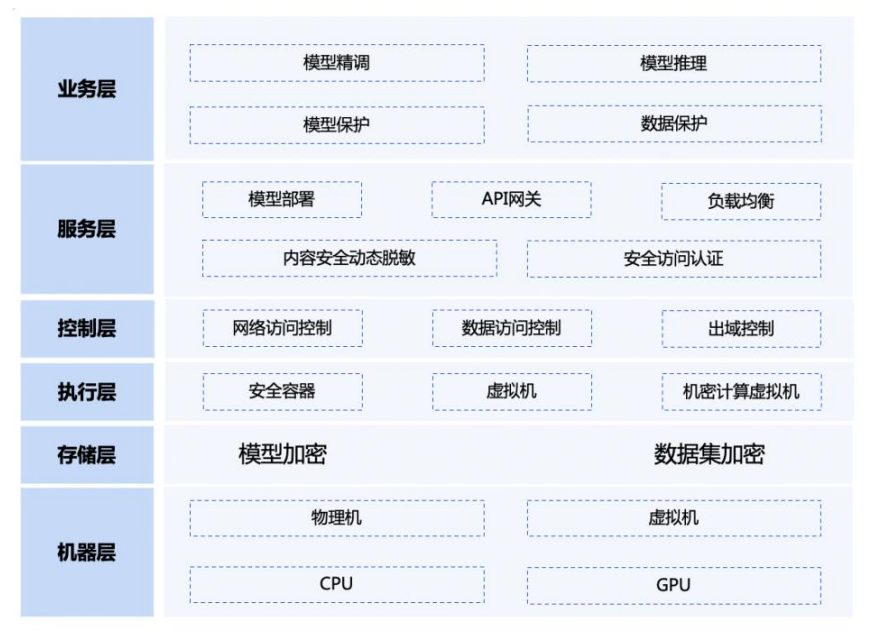 业务层
模型精调
模型推理
模型保护
数据保护
服务层
模型部署
API网关
负载均衡
内容安全动态脱敏
安全访问认证
控制层
网络访问控制
数据访问控制
出域控制
执行层
安全容器
虚拟机
机密计算虚拟机
存储层
模型加密
数据集加密
机器层
物理机
虚拟机
CPU
GPU